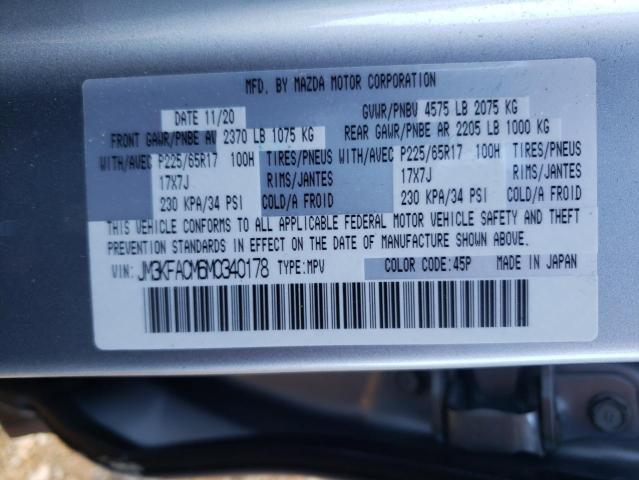 MFD. BY MAZDA MOTOR CORPORATION
DATE 11/20 GVWR/PNBV 4575 LB 2075 KG
FRONT GAWR/PNBE AV 2370 LB 1075 KG REAR GAWR/PNBE AR 2205 LB 1000 KG
WITH/AVEC P225/65R17 100H TIRES/PNEUS WITH/AVEC P225/65R17 100H TIRES/PNEUS
17X7J RIMS/JANTES 17X7J RIMS/JANTES
230 KPA/34 PSI COLD/A FROID 230 KPA/34 PSI COLD/A FROID
THIS VEHICLE CONFORMS TO ALL APPLICABLE FEDERAL MOTOR VEHICLE SAFETY AND THEFT
PREVENTION STANDARDS IN EFFECT ON THE DATE OF MANUFACTURE SHOWN ABOVE.
VIN: JM3KFACM6M0340178 TYPE:MPV COLOR CODE:45P MADE IN JAPAN